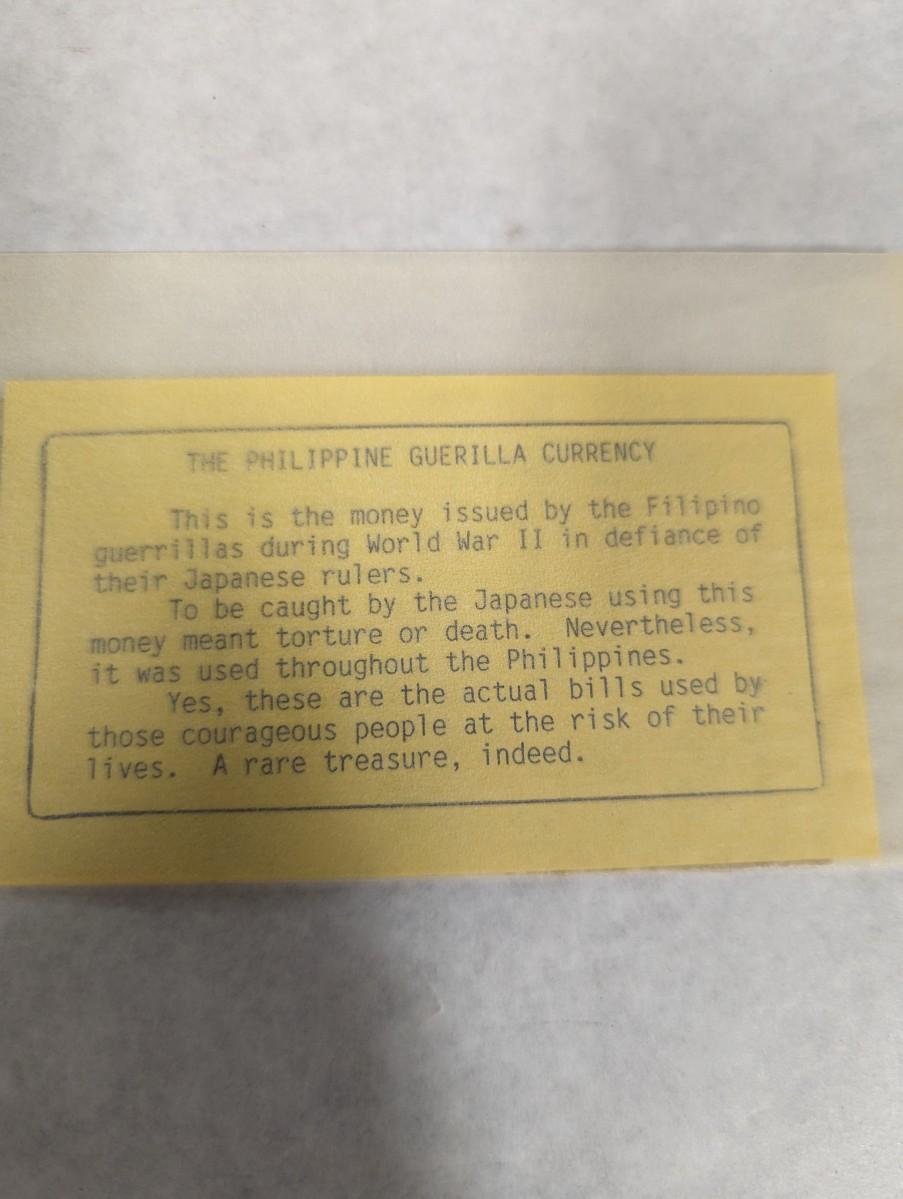 THE PHILIPPINE GUERILLA CURRENCY
This is the money issued by the Filipino
guerrillas during World War II in defiance of
their Japanese rulers.
To be caught by the Japanese using this
money meant torture or death. Nevertheless,
it was used throughout the Philippines.
Yes, these are the actual bills used by
those courageous people at the risk of their
lives. A rare treasure, indeed.